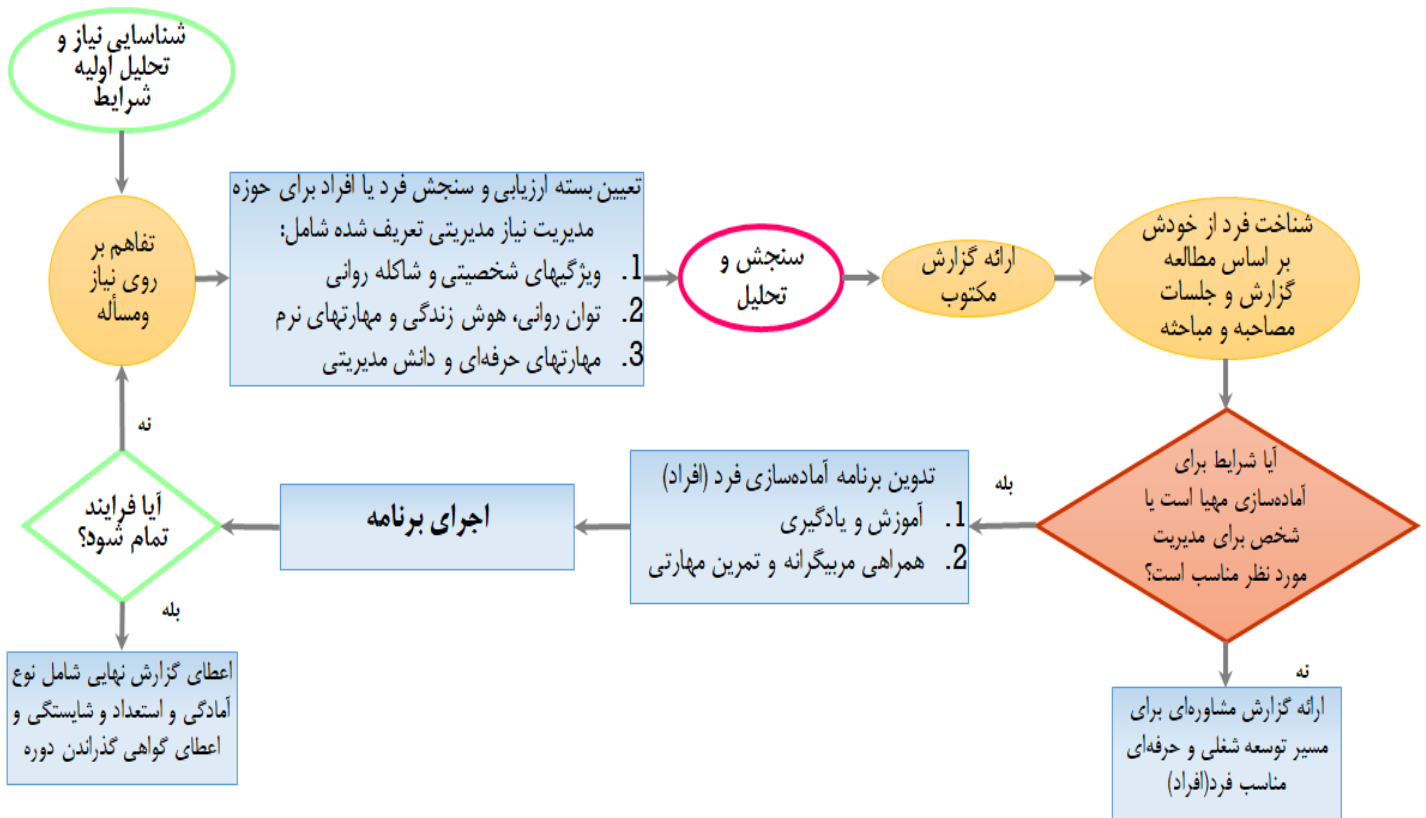 شناسایی نیاز و
تحلیل اولیه
شرایط
تفاهم بر
روی نیاز
ومسأله
تعیین بسته ارزیابی و سنجش فرد یا افراد برای حوزه
مدیریت نیاز مدیریتی تعریف شده شامل:
1. ویژگیهای شخصیتی و شاکله روانی
2. توان روانی، هوش زندگی و مهارتهای نرم
3. مهارتهای حرفه‌ای و دانش مدیریتی
سنجش و
تحلیل
ارائه گزارش
مکتوب
شناخت فرد از خودش
بر اساس مطالعه
گزارش و جلسات
مصاحبه و مباحثه
آیا شرایط برای
آماده‌سازی مهیا است یا
شخص برای مدیریت
مورد نظر مناسب است؟
بله
تدوین برنامه آماده‌سازی فرد (افراد)
1. آموزش و یادگیری
2. همراهی مربیگرانه و تمرین مهارتی
اجرای برنامه
آیا فرایند
تمام شود؟
نه
بله
اعطای گزارش نهایی شامل نوع
آمادگی و استعداد و شایستگی و
اعطای گواهی گذراندن دوره
نه
ارائه گزارش مشاوره‌ای برای
مسیر توسعه شغلی و حرفه‌ای
مناسب فرد(افراد)